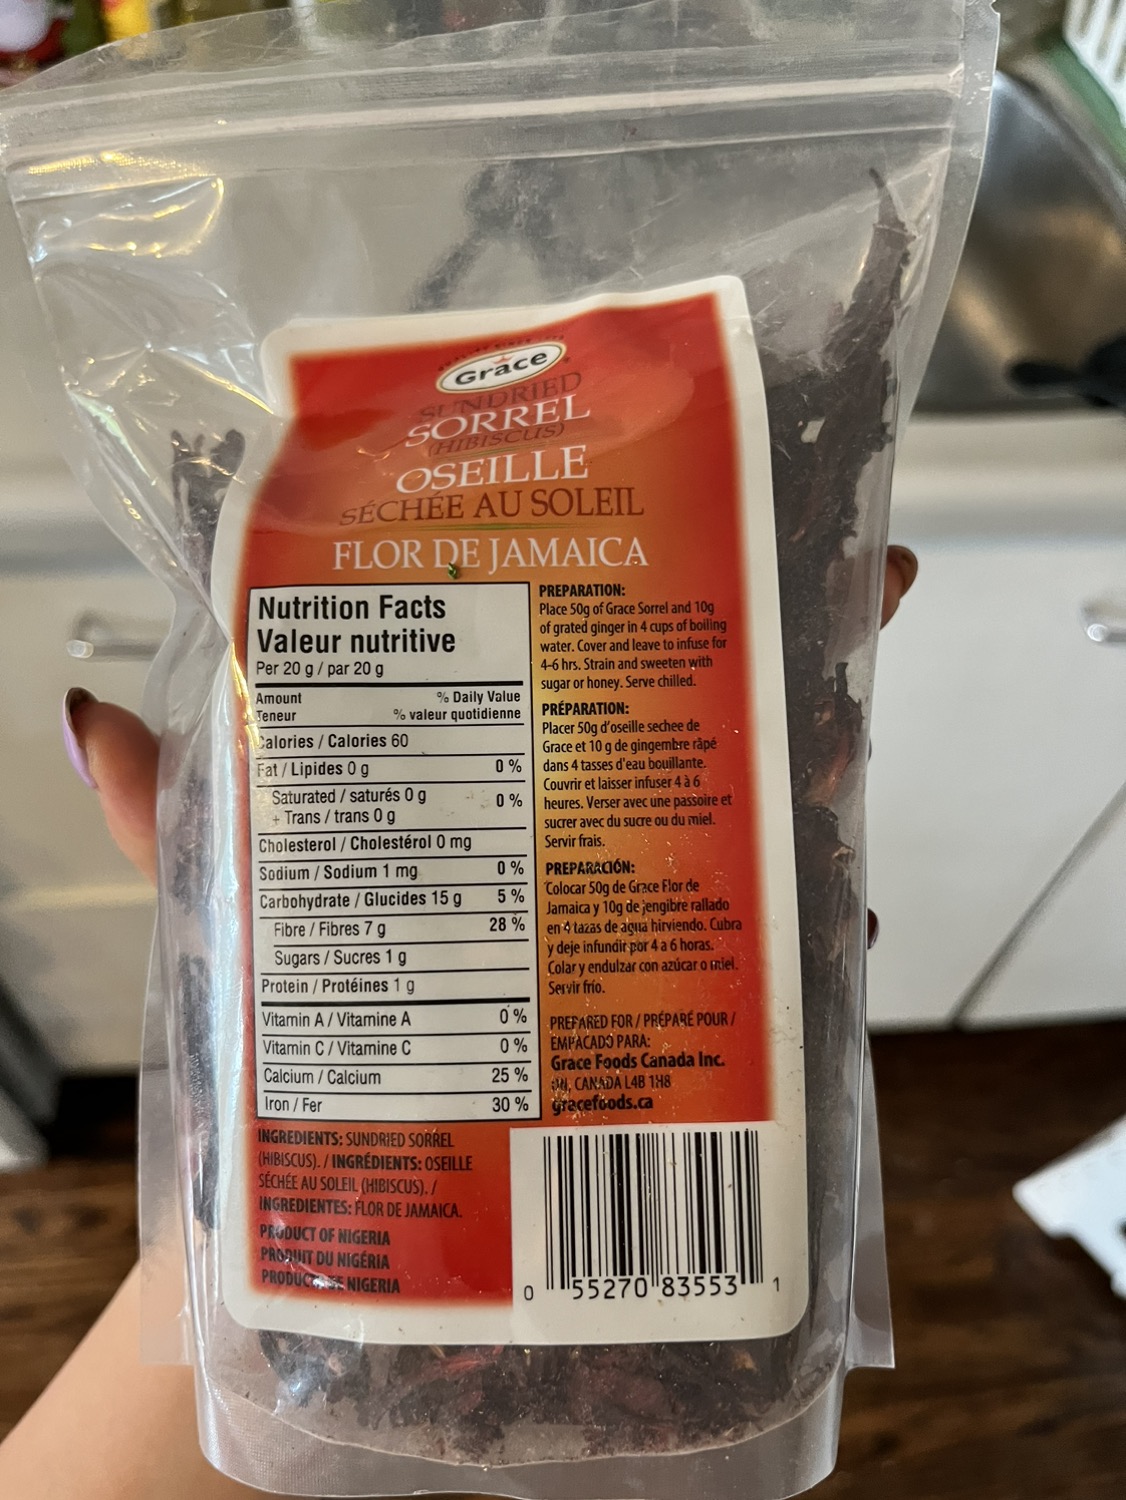 Grace
SUNDRIED
SORREL
(HIBISCUS)
OSEILLE
SÉCHÉE AU SOLEIL
FLOR DE JAMAICA
Nutrition Facts
Valeur nutritive
Per 20 g / par 20 g
Amount % Daily Value
Teneur % valeur quotidienne
Calories / Calories 60
Fat / Lipides 0 g 0 %
Saturated / saturés 0 g 0 %
+ Trans / trans 0 g
Cholesterol / Cholestérol 0 mg
Sodium / Sodium 1 mg 0 %
Carbohydrate / Glucides 15 g 5 %
Fibre / Fibres 7 g 28 %
Sugars / Sucres 1 g
Protein / Protéines 1 g
Vitamin A / Vitamine A 0 %
Vitamin C / Vitamine C 0 %
Calcium / Calcium 25 %
Iron / Fer 30 %
PREPARATION:
Place 50g of Grace Sorrel and 10g
of grated ginger in 4 cups of boiling
water. Cover and leave to infuse for
4-6 hrs. Strain and sweeten with
sugar or honey. Serve chilled.
PRÉPARATION:
Placer 50g d'oseille sechee de
Grace et 10 g de gingembre râpé
dans 4 tasses d'eau bouillante.
Couvrir et laisser infuser 4 à 6
heures. Verser avec une passoire et
sucrer avec du sucre ou du miel.
Servir frais.
PREPARACIÓN:
Colocar 50g de Grace Flor de
Jamaica y 10g de jengibre rallado
en 4 tazas de agua hirviendo. Cubra
y deje infundir por 4 a 6 horas.
Colar y endulzar con azúcar o miel.
Servir frio.
PREPARED FOR / PRÉPARÉ POUR /
EMPACADO PARA:
Grace Foods Canada Inc.
CANADA L4B 1H8
gracefoods.ca
INGREDIENTS: SUNDRIED SORREL
(HIBISCUS). / INGRÉDIENTS: OSEILLE
SÉCHÉE AU SOLEIL (HIBISCUS). /
INGREDIENTES: FLOR DE JAMAICA.
PRODUCT OF NIGERIA
PRODUIT DU NIGÉRIA
NIGERIA
0 55270 83553 1